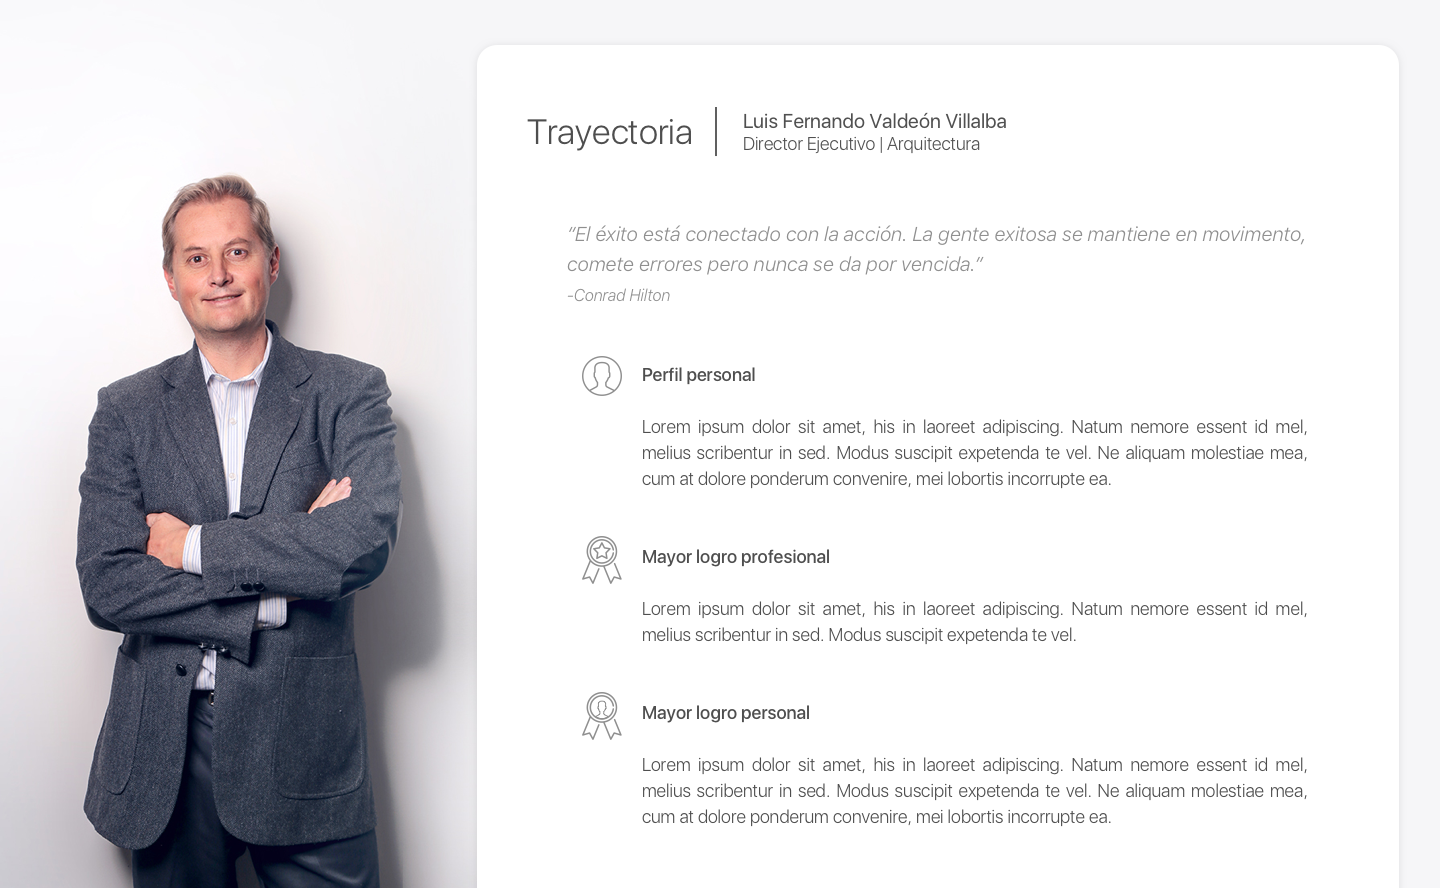 Trayectoria
Luis Fernando Valdeón Villalba
Director Ejecutivo | Arquitectura
“El éxito está conectado con la acción. La gente exitosa se mantiene en movimento,
comete errores pero nunca se da por vencida.”
-Conrad Hilton
Perfil personal
Lorem ipsum dolor sit amet, his in laoreet adipiscing. Natum nemore essent id mel,
melius scribentur in sed. Modus suscipit expetenda te vel. Ne aliquam molestiae mea,
cum at dolore ponderum convenire, mei lobortis incorrupte ea.
Mayor logro profesional
Lorem ipsum dolor sit amet, his in laoreet adipiscing. Natum nemore essent id mel,
melius scribentur in sed. Modus suscipit expetenda te vel.
Mayor logro personal
Lorem ipsum dolor sit amet, his in laoreet adipiscing. Natum nemore essent id mel,
melius scribentur in sed. Modus suscipit expetenda te vel. Ne aliquam molestiae mea,
cum at dolore ponderum convenire, mei lobortis incorrupte ea.